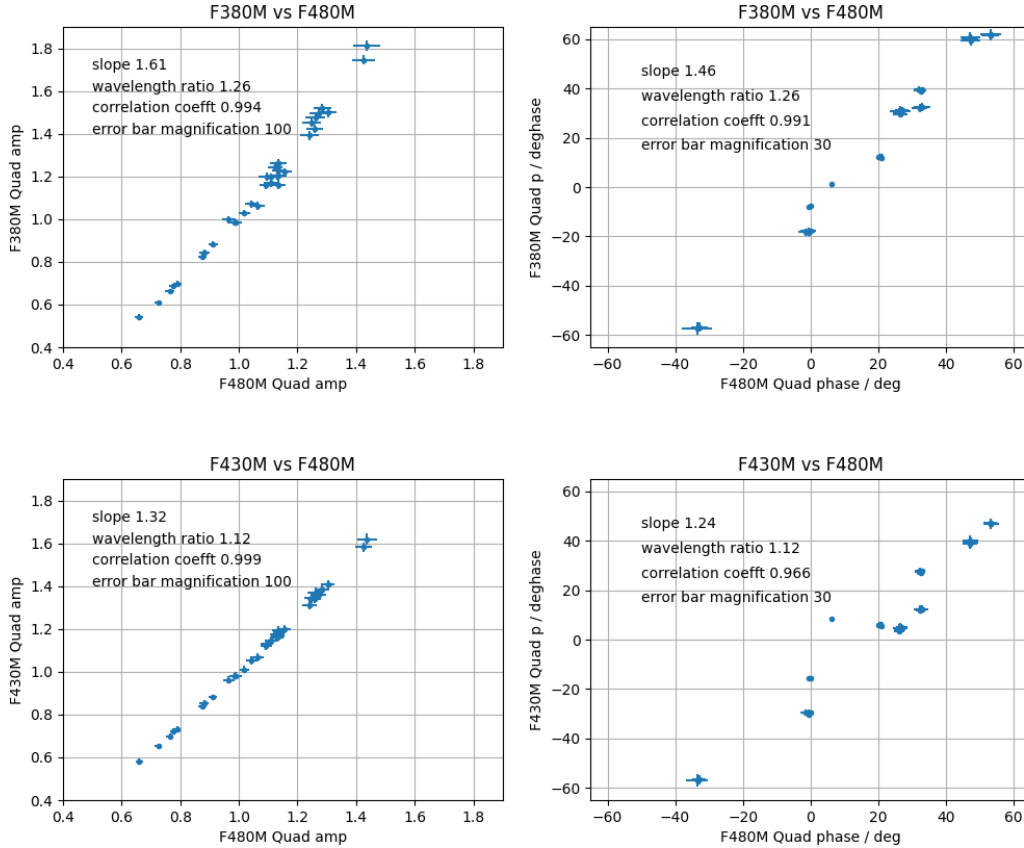 F380M vs F480M
slope 1.61
wavelength ratio 1.26
correlation coefft 0.994
error bar magnification 100
F380M Quad amp
1.8
1.6
1.4
1.2
1.0
0.8
0.6
0.4
0.4 0.6 0.8 1.0 1.2 1.4 1.6 1.8
F480M Quad amp
F380M vs F480M
slope 1.46
wavelength ratio 1.26
correlation coefft 0.991
error bar magnification 30
F380M Quad p / deghase
60
40
20
0
−20
−40
−60
−60 −40 −20 0 20 40 60
F480M Quad phase / deg
F430M vs F480M
slope 1.32
wavelength ratio 1.12
correlation coefft 0.999
error bar magnification 100
F430M Quad amp
1.8
1.6
1.4
1.2
1.0
0.8
0.6
0.4
0.4 0.6 0.8 1.0 1.2 1.4 1.6 1.8
F480M Quad amp
F430M vs F480M
slope 1.24
wavelength ratio 1.12
correlation coefft 0.966
error bar magnification 30
F430M Quad p / deghase
60
40
20
0
−20
−40
−60
−60 −40 −20 0 20 40 60
F480M Quad phase / deg